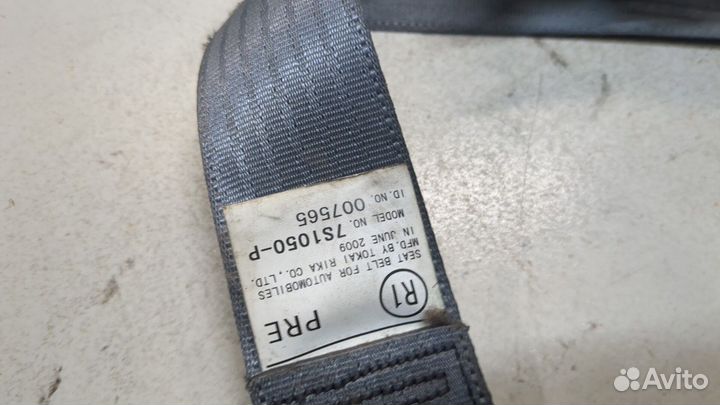 PRE
R1
SEAT BELT FOR AUTOMOBILES
MFD. BY TOKAI RIKA CO., LTD.
IN JUNE 2009
MODEL NO. 7S1050-P
ID. NO. 007565
Avito